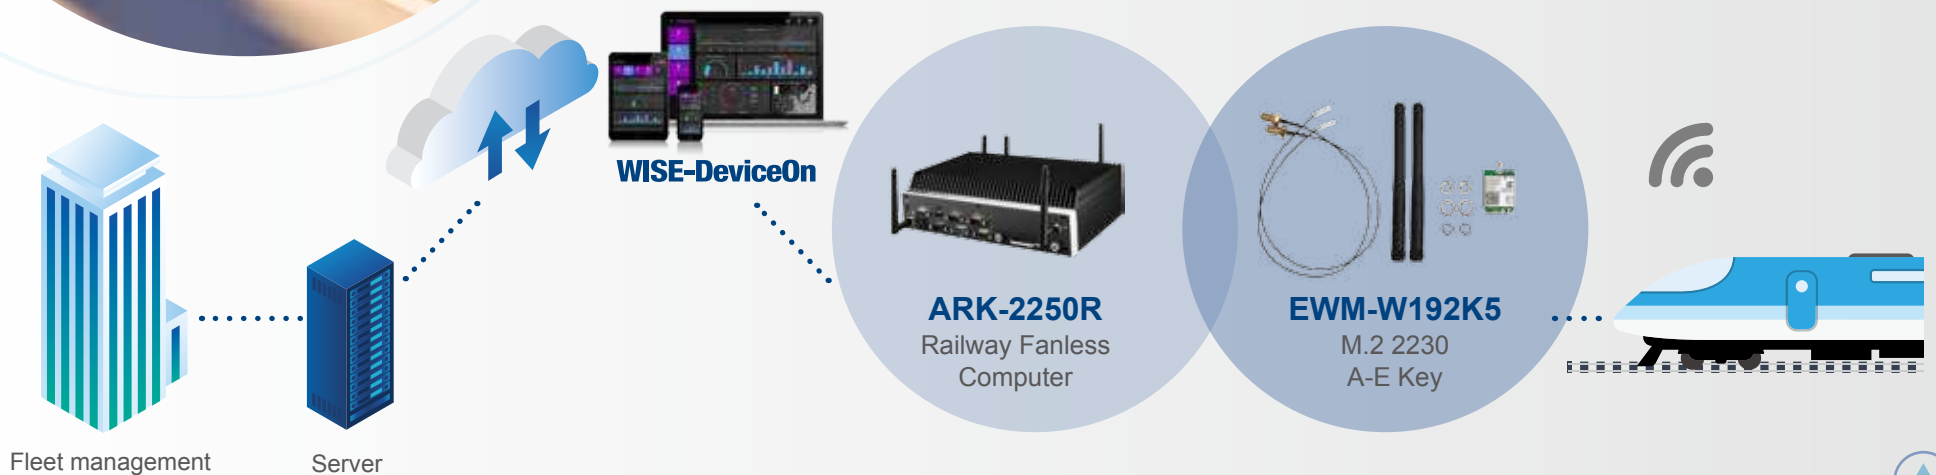 WISE-DeviceOn
ARK-2250R
Railway Fanless
Computer
EWM-W192K5
M.2 2230
A-E Key
Fleet management
Server